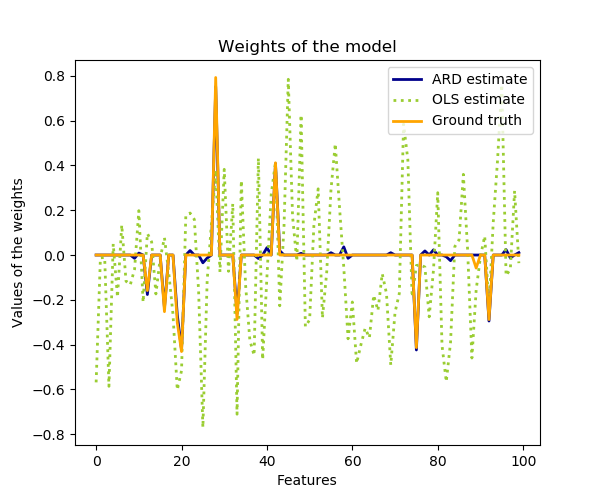 Weights of the model
ARD estimate
OLS estimate
Ground truth
Values of the weights
0.8
0.6
0.4
0.2
0.0
−0.2
−0.4
−0.6
−0.8
0 20 40 60 80 100
Features